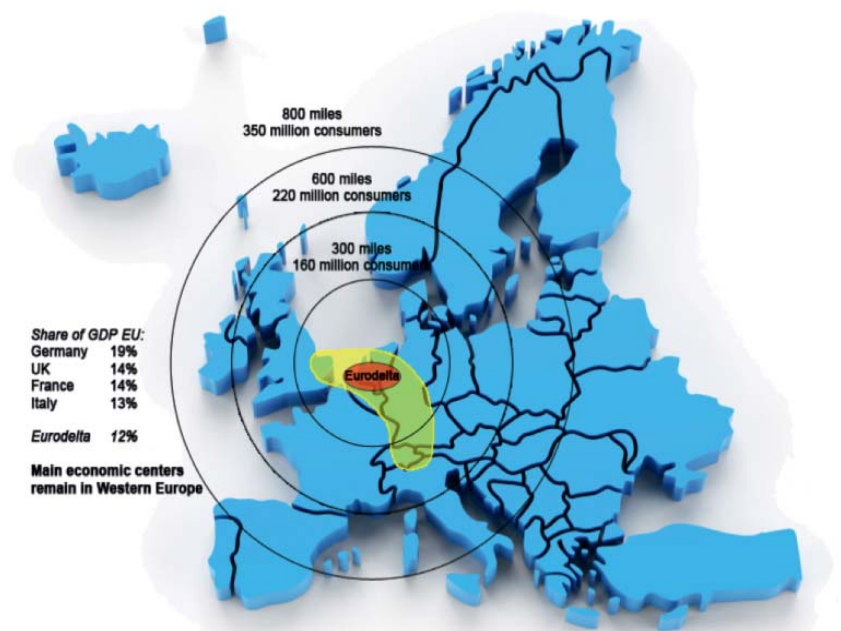 800 miles
350 million consumers
600 miles
220 million consumers
300 miles
160 million consumers
Share of GDP EU:
Germany 19%
UK 14%
France 14%
Italy 13%
Eurodelta 12%
Main economic centers
remain in Western Europe
Eurodelta